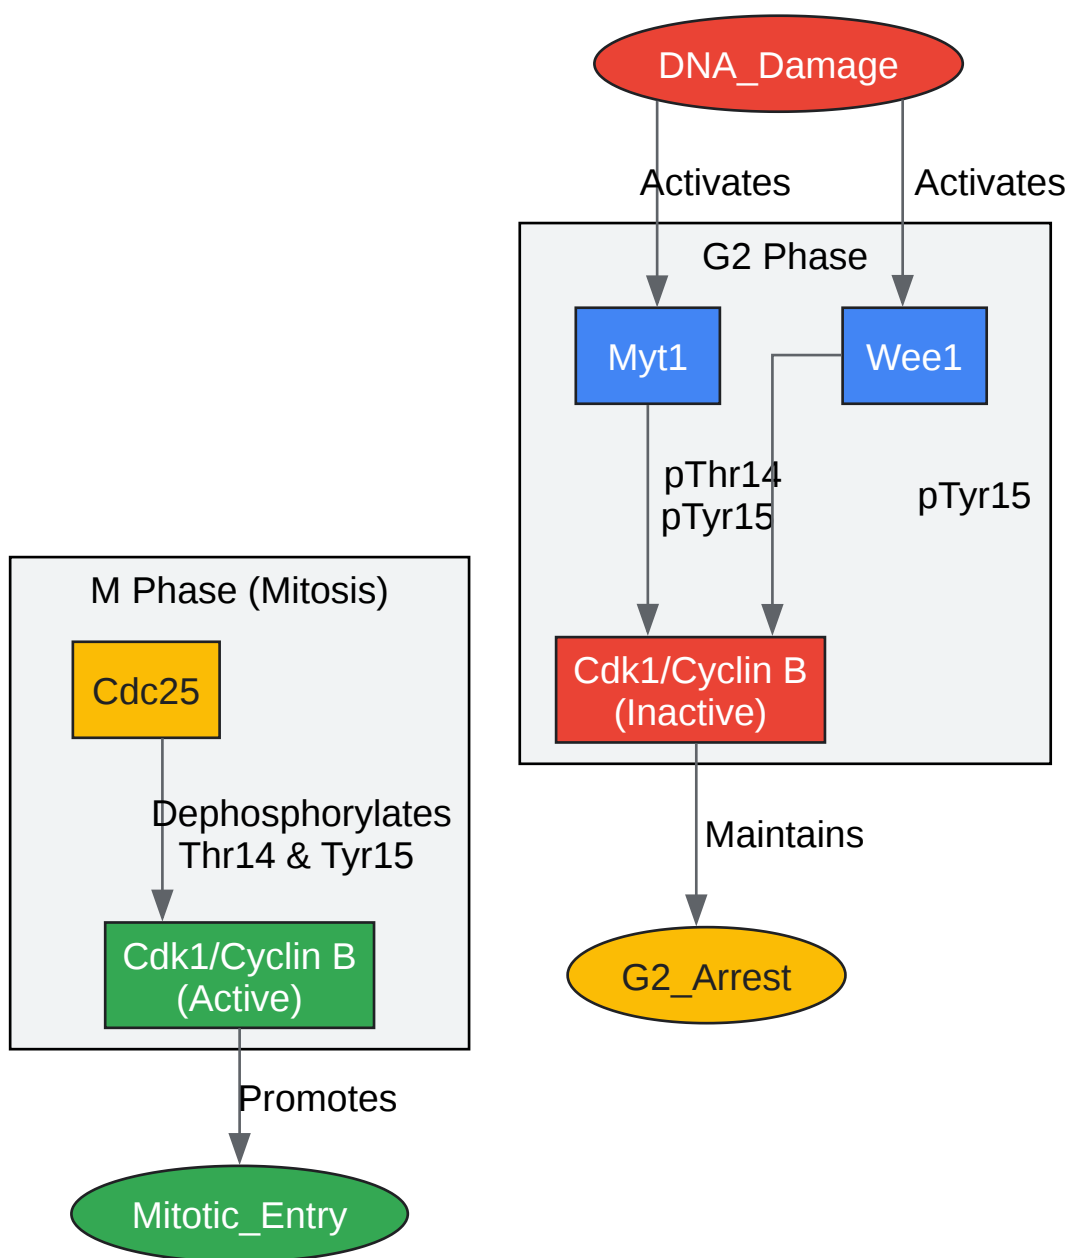 DNA_Damage
Activates
Activates
G2 Phase
Myt1
Wee1
pThr14
pTyr15
pTyr15
M Phase (Mitosis)
Cdc25
Cdk1/Cyclin B
(Inactive)
Dephosphorylates
Thr14 & Tyr15
Maintains
Cdk1/Cyclin B
(Active)
G2_Arrest
Promotes
Mitotic_Entry